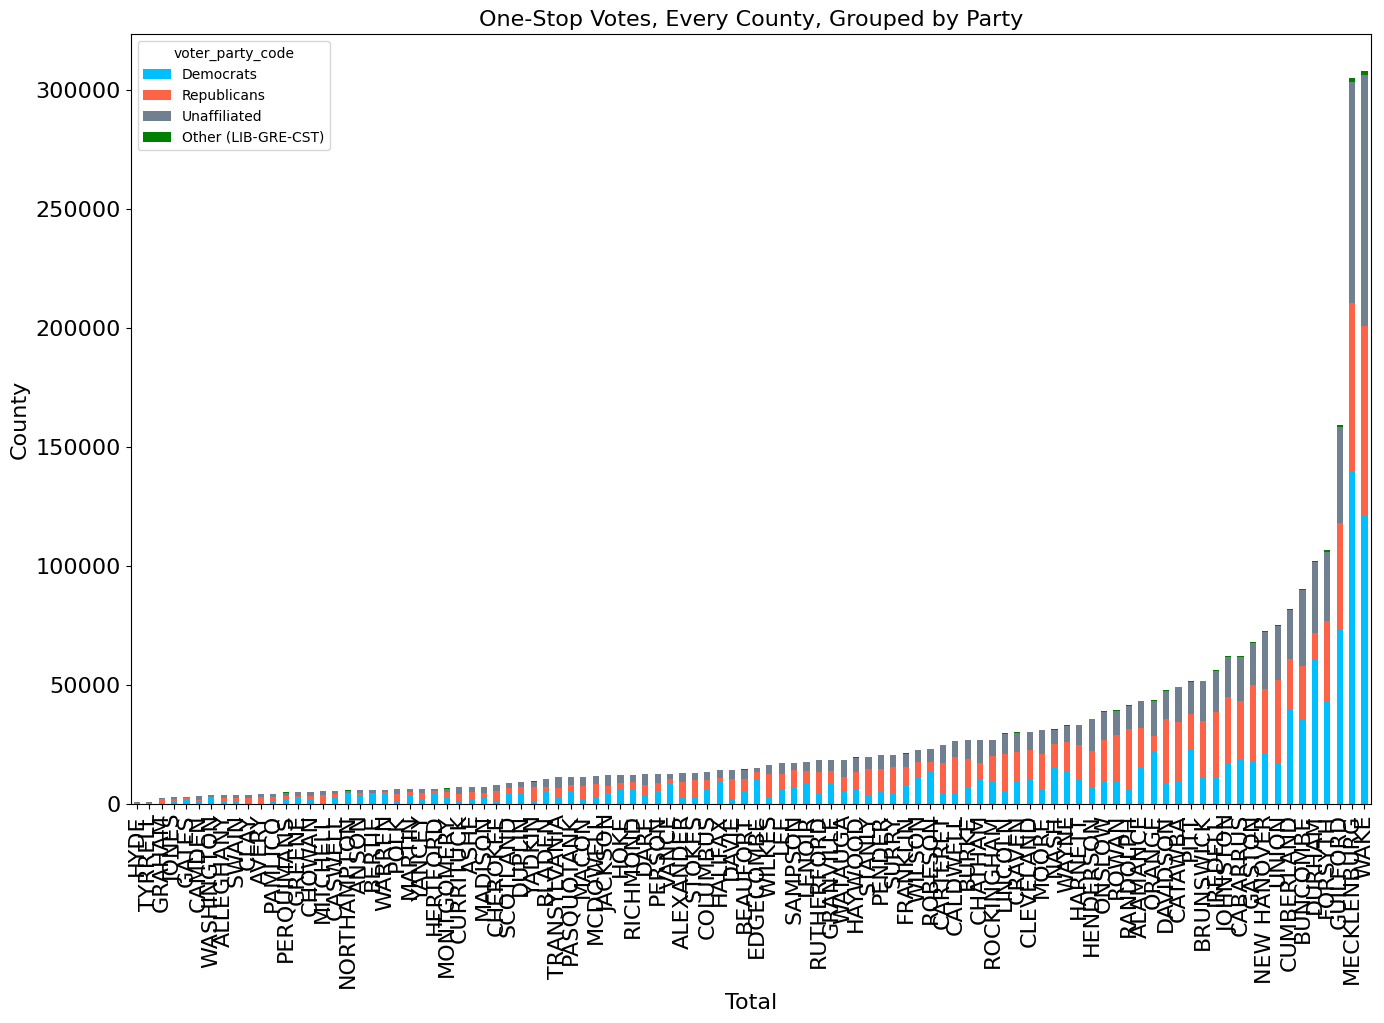 One-Stop Votes, Every County, Grouped by Party
voter_party_code
Democrats
Republicans
Unaffiliated
Other (LIB-GRE-CST)
County
300000
250000
200000
150000
100000
50000
0
HYDE
TYRRELL
GRAHAM
JONES
GATES
CAMDEN
WASHINGTON
ALLEGHANY
SWAIN
CLAY
AVERY
PAMLICO
PERQUIMANS
GREENE
CHOWAN
MITCHELL
CASWELL
NORTHAMPTON
ANSON
BERTIE
WARREN
POLK
HERTFORD
MONTGOMERY
CURRITUCK
ASHE
MADISON
CHEROKEE
SCOTLAND
DUPLIN
YADKIN
BLADEN
TRANSYLVANIA
PASQUOTANK
MACON
MCDOWELL
JACKSON
HOKE
RICHMOND
PERSON
VANCE
ALEXANDER
STOKES
COLUMBUS
HALIFAX
DAVIE
BEAUFORT
EDGECOMBE
WILKES
LEE
SAMPSON
LENOIR
RUTHERFORD
GRANVILLE
WATAUGA
HAYWOOD
STANLY
PENDER
SURRY
FRANKLIN
WILSON
ROBESON
CARTERET
CALDWELL
BURKE
CHATHAM
ROCKINGHAM
LINCOLN
CRAVEN
CLEVELAND
MOORE
NASH
WAYNE
HARNETT
HENDERSON
ONSLOW
ROWAN
RANDOLPH
ALAMANCE
ORANGE
DAVIDSON
CATAWBA
PITT
BRUNSWICK
IREDELL
JOHNSTON
CABARRUS
GASTON
NEW HANOVER
UNION
CUMBERLAND
BUNCOMBE
DURHAM
FORSYTH
GUILFORD
MECKLENBURG
WAKE
Total